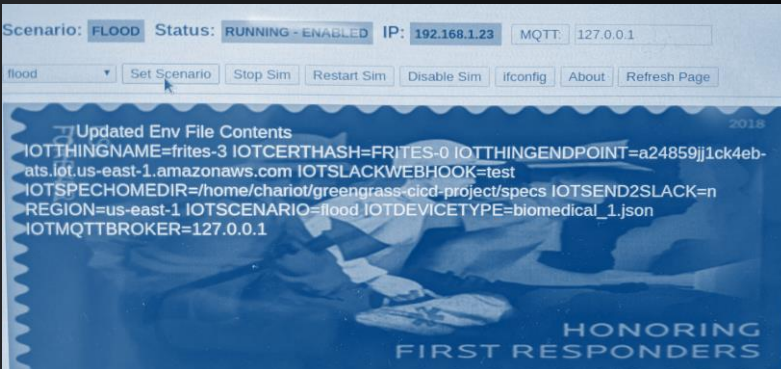 Scenario: FLOOD Status: RUNNING - ENABLED IP: 192.168.1.23 MQTT: 127.0.0.1
flood Set Scenario Stop Sim Restart Sim Disable Sim ifconfig About Refresh Page
2018
Updated Env File Contents
IOTTHINGNAME=frites-3 IOTCERTHASH=FRITES-0 IOTTHINGENDPOINT=a24859jj1ck4eb-
ats.iot.us-east-1.amazonaws.com IOTSLACKWEBHOOK=test
IOTSPECHOMEDIR=/home/chariot/greengrass-cicd-project/specs IOTSEND2SLACK=n
REGION=us-east-1 IOTSCENARIO=flood IOTDEVICETYPE=biomedical_1.json
IOTMQTTBROKER=127.0.0.1
HONORING
FIRST RESPONDERS